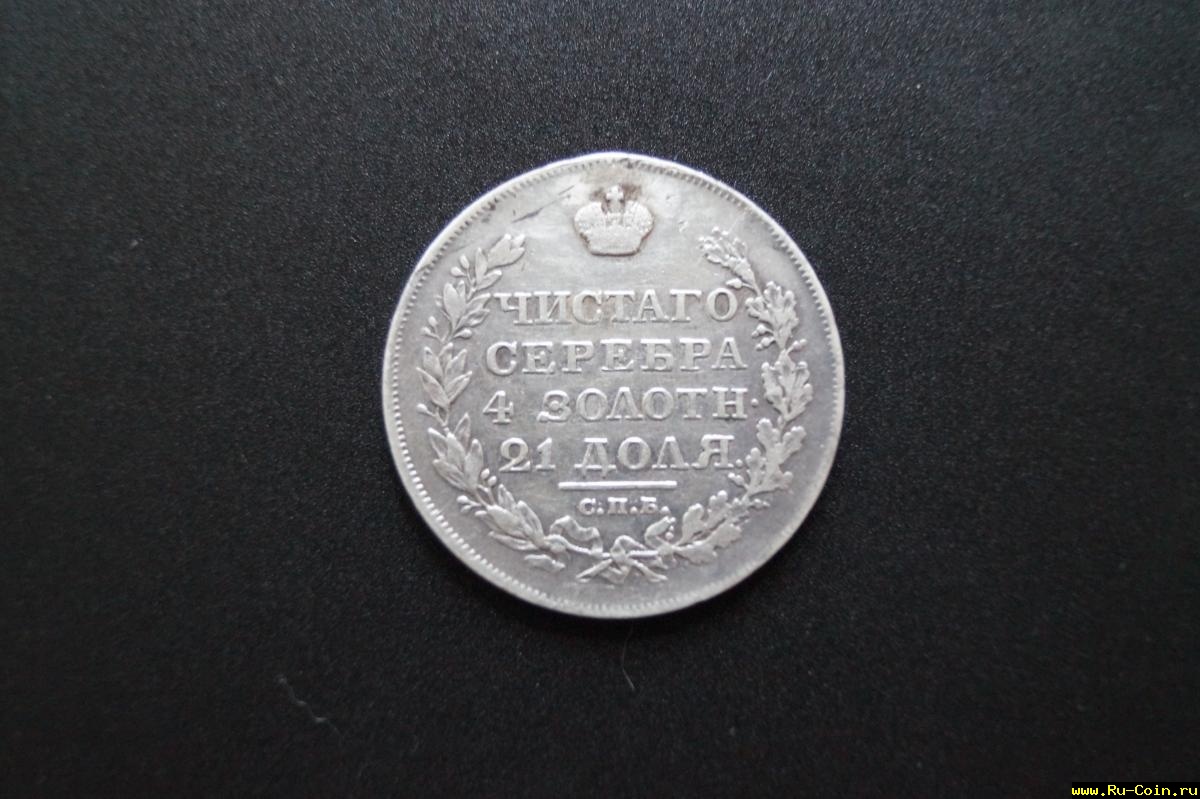 ЧИСТАГО
СЕРЕБРА
4 ЗОЛОТН·
21 ДОЛЯ.
С.П.Б.
www.Ru-Coin.ru